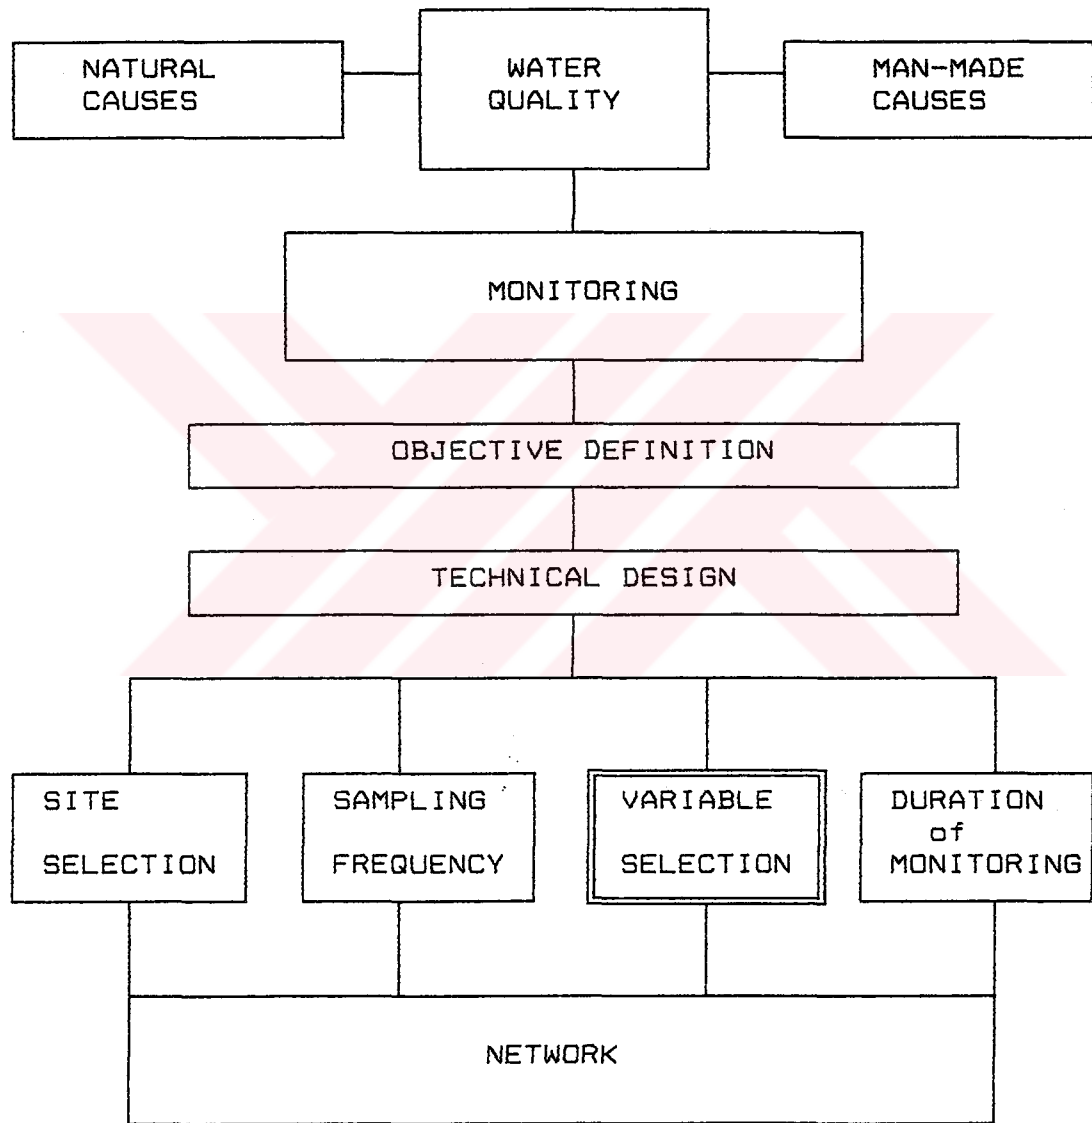 NATURAL
CAUSES
WATER
QUALITY
MAN-MADE
CAUSES
MONITORING
OBJECTIVE DEFINITION
TECHNICAL DESIGN
SITE
SELECTION
SAMPLING
FREQUENCY
VARIABLE
SELECTION
DURATION
of
MONITORING
NETWORK